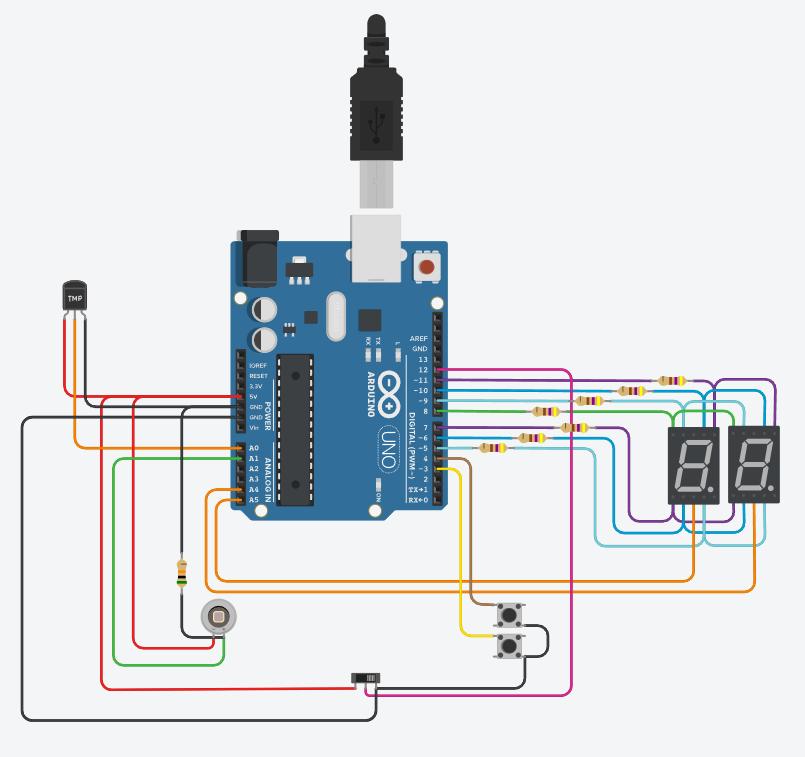 TMP
RX
TX
L
AREF
GND
13
12
~11
~10
~9
8
7
~6
~5
4
~3
2
TX→1
RX←0
DIGITAL (PWM~)
IOREF
RESET
3.3V
5V
GND
GND
Vin
POWER
A0
A1
A2
A3
A4
A5
ANALOG IN
ARDUINO
UNO
ON